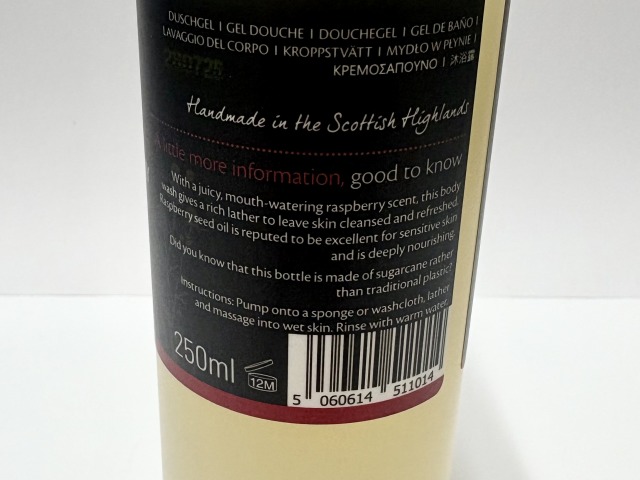 DUSCHGEL | GEL DOUCHE | DOUCHEGEL | GEL DE BAÑO |
LAVAGGIO DEL CORPO | KROPPSTVÄTT | MYDŁO W PŁYNIE |
ΚΡΕΜΟΣΑΠΟΥΝΟ | 沐浴露
280726
Handmade in the Scottish Highlands
A little more information, good to know
With a juicy, mouth-watering raspberry scent, this body
wash gives a rich lather to leave skin cleansed and refreshed.
Raspberry seed oil is reputed to be excellent for sensitive skin
and is deeply nourishing.
Did you know that this bottle is made of sugarcane rather
than traditional plastic?
Instructions: Pump onto a sponge or washcloth, lather
and massage into wet skin. Rinse with warm water.
250ml
12M
5 060614 511014